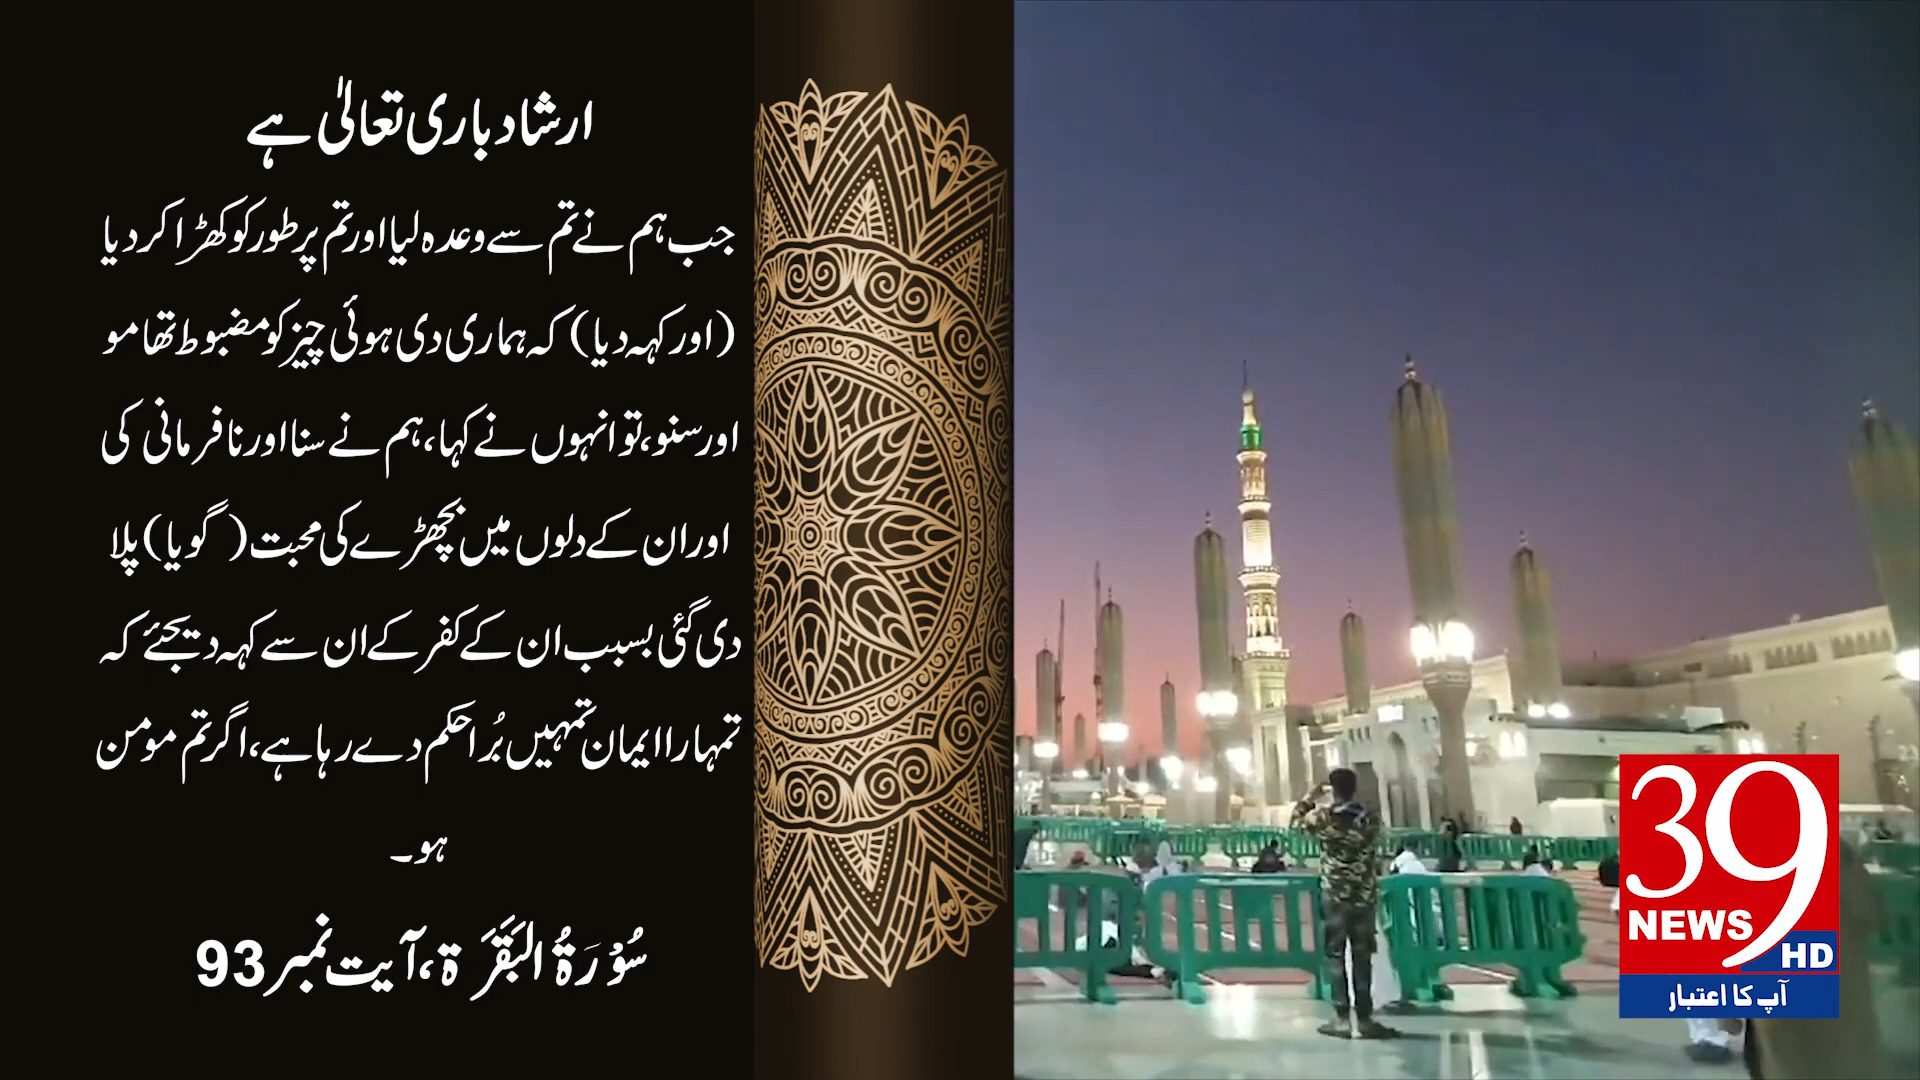 ارشاد باری تعالیٰ ہے
جب ہم نے تم سے وعدہ لیا اور تم پر طور کو کھڑا کر دیا
(اور کہہ دیا) کہ ہماری دی ہوئی چیز کو مضبوط تھامو
اور سنو، تو انہوں نے کہا، ہم نے سنا اور نافرمانی کی
اور ان کے دلوں میں بچھڑے کی محبت (گویا) پلا
دی گئی بسبب ان کے کفر کے ان سے کہہ دیجئے کہ
تمہارا ایمان تمہیں بُرا حکم دے رہا ہے، اگر تم مومن
ہو۔
سُوْرَةُ الْبَقَرَة، آیت نمبر 93
39
NEWS
HD
آپ کا اعتبار